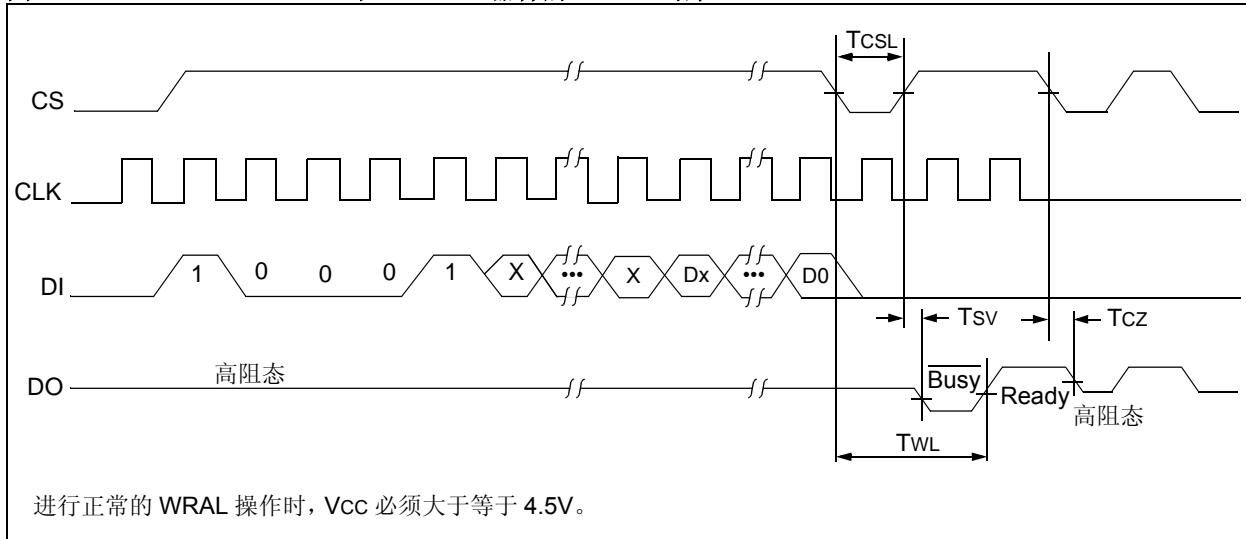 TCSL
CS
CLK
DI
1 0 0 0 1 X ••• X Dx ••• D0
TSV
TCZ
DO
高阻态
Busy
Ready
高阻态
TWL
进行正常的 WRAL 操作时，VCC 必须大于等于 4.5V。